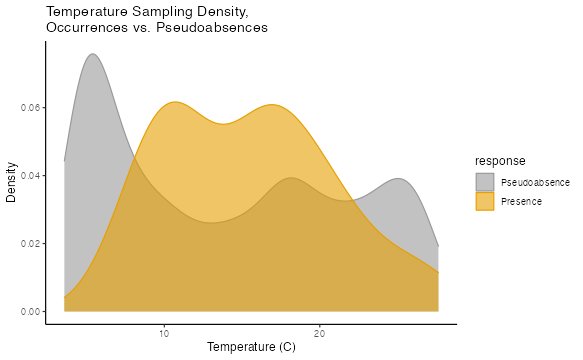 Temperature Sampling Density,
Occurrences vs. Pseudoabsences
0.06
0.04
0.02
0.00
Density
10
20
Temperature (C)
response
Pseudoabsence
Presence